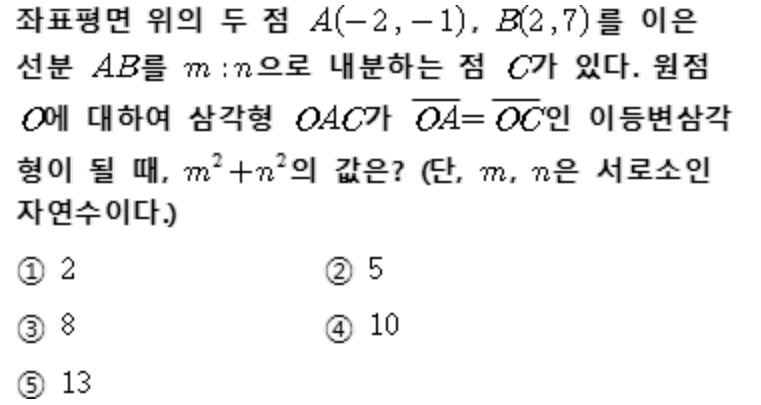 좌표평면 위의 두 점 A(−2, −1), B(2,7)를 이은
선분 AB를 m : n으로 내분하는 점 C가 있다. 원점
O에 대하여 삼각형 OAC가 \overline{OA}=\overline{OC}인 이등변삼각
형이 될 때, m²+n²의 값은? (단, m, n은 서로소인
자연수이다.)
① 2 ② 5
③ 8 ④ 10
⑤ 13